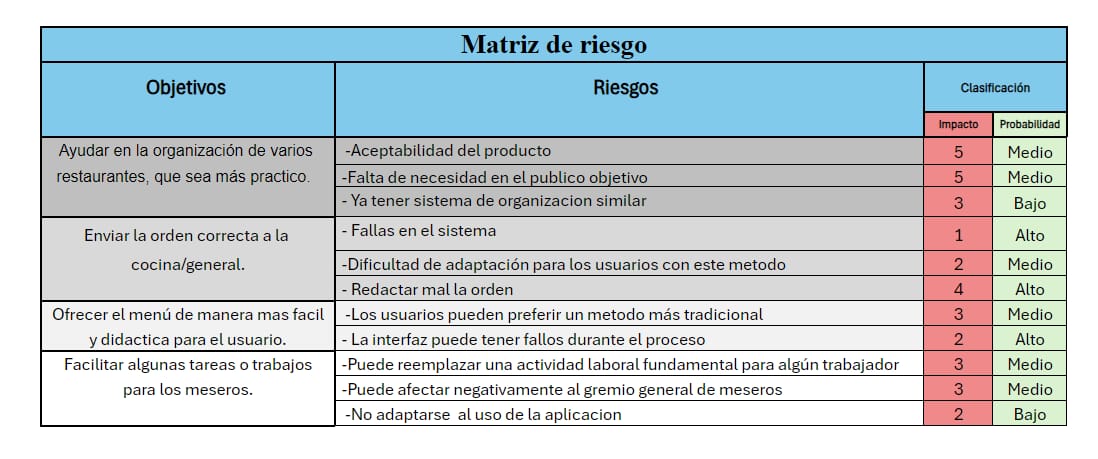 Matriz de riesgo
Objetivos
Riesgos
Clasificación
Impacto
Probabilidad
Ayudar en la organización de varios
restaurantes, que sea más practico.
-Aceptabilidad del producto
5
Medio
-Falta de necesidad en el publico objetivo
5
Medio
- Ya tener sistema de organizacion similar
3
Bajo
Enviar la orden correcta a la
cocina/general.
- Fallas en el sistema
1
Alto
-Dificultad de adaptación para los usuarios con este metodo
2
Medio
- Redactar mal la orden
4
Alto
Ofrecer el menú de manera mas facil
y didactica para el usuario.
-Los usuarios pueden preferir un metodo más tradicional
3
Medio
- La interfaz puede tener fallos durante el proceso
2
Alto
Facilitar algunas tareas o trabajos
para los meseros.
-Puede reemplazar una actividad laboral fundamental para algún trabajador
3
Medio
-Puede afectar negativamente al gremio general de meseros
3
Medio
-No adaptarse al uso de la aplicacion
2
Bajo